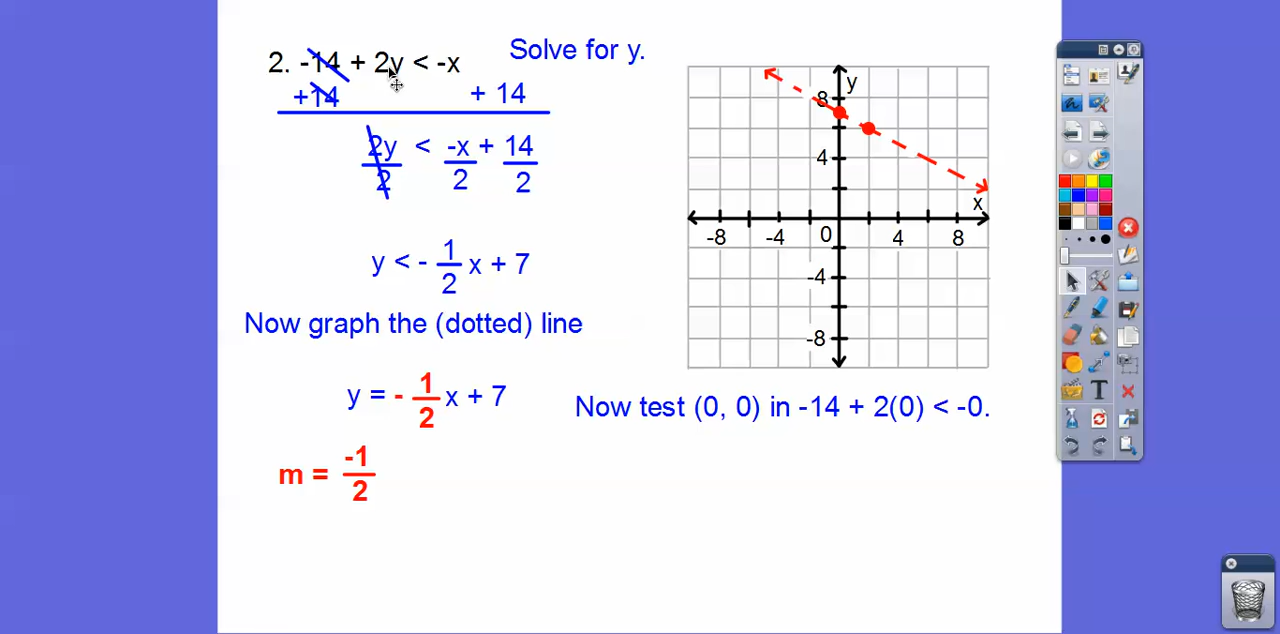 2. -14 + 2y < -x
Solve for y.
+14 + 14
2y/2 < -x/2 + 14/2
y < - 1/2 x + 7
Now graph the (dotted) line
y = - 1/2 x + 7
m = -1/2
y
8
4
x
-8 -4 0 4 8
-4
-8
Now test (0, 0) in -14 + 2(0) < -0.
T